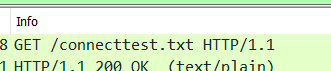 Info
8 GET /connecttest.txt HTTP/1.1
1 HTTP/1.1 200 OK (text/plain)